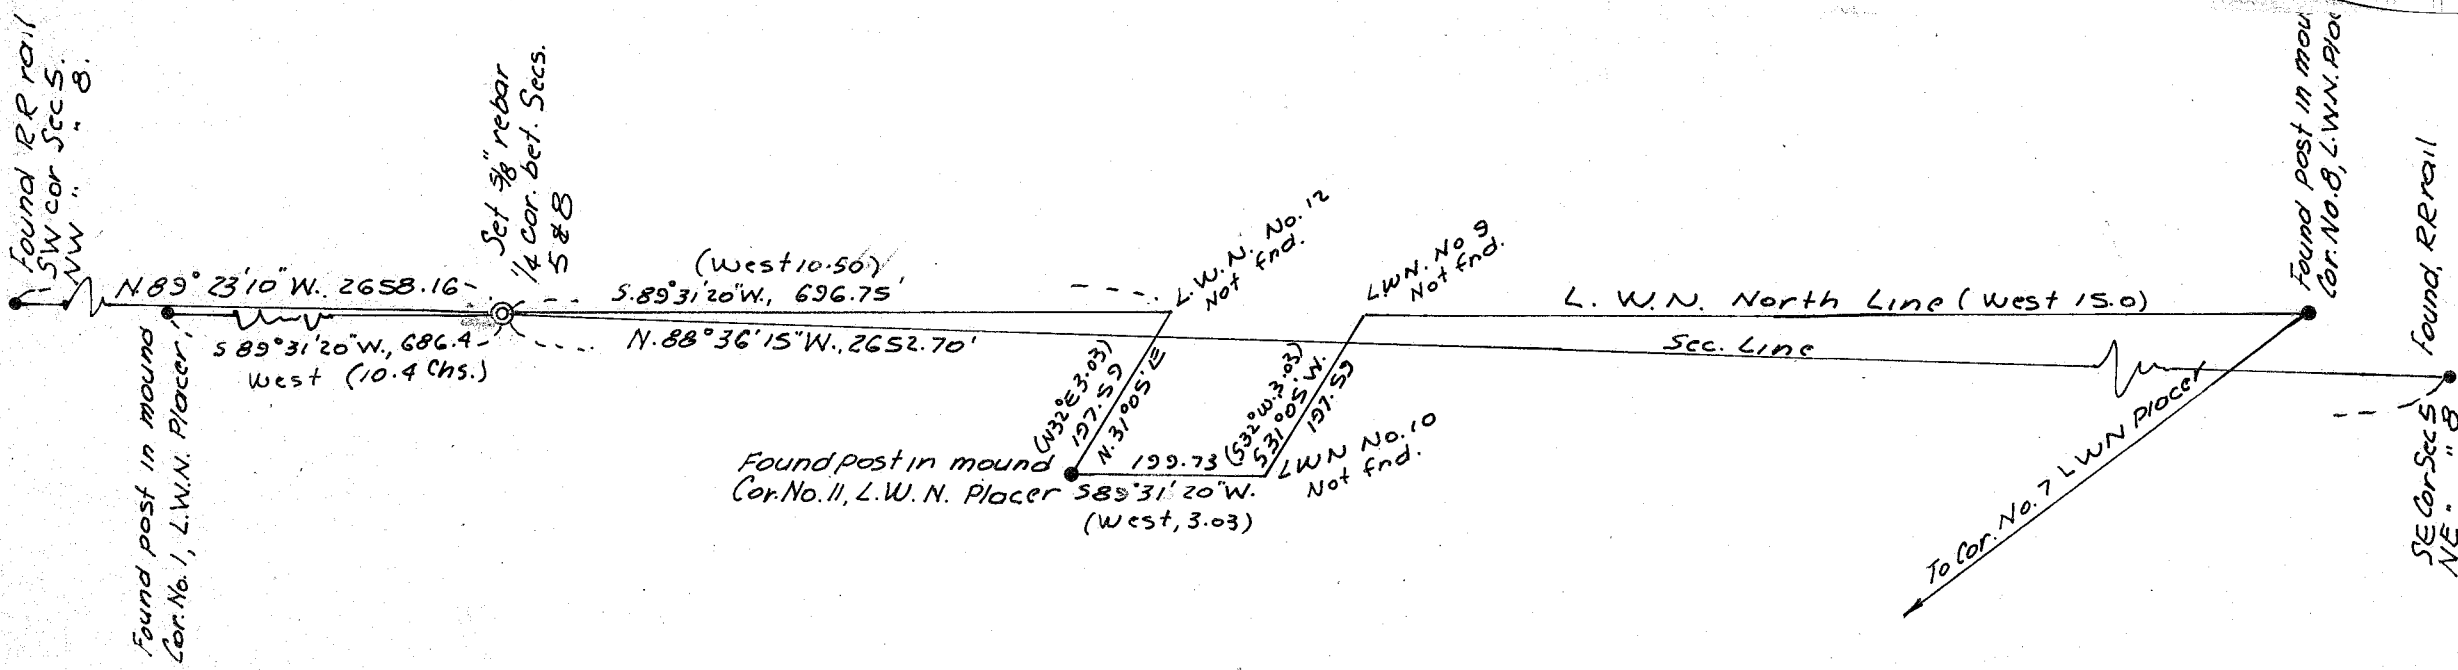 Found RR rail
SW cor Sec 5.
NW " " 8.
Set 5/8" rebar
1/4 cor. bet. Secs.
5 & 8
N. 89° 23' 10" W. 2658.16
S. 89° 31' 20" W., 686.4
West (10.4 Chs.)
Found post in mound
Cor. No. 1, L.W.N. Placer,
(West 10.50)
S. 89° 31' 20" W., 696.75'
N. 88° 36' 15" W., 2652.70'
L.W.N. No. 12
Not fnd.
(N32°E 3.03)
197.59
N. 31° 05' E
Found post in mound
Cor. No. 11, L.W.N. Placer
199.73
S 89° 31' 20" W.
(West, 3.03)
(S32°W. 3.03)
S 31° 05' W.
197.59
LWN No. 10
Not fnd.
LWN. No 9
Not fnd.
L. W. N. North Line (West 15.0)
Sec. Line
Found post in mou
Cor. No. 8, L.W.N. Plac
To Cor. No. 7 LWN Placer
Found, RR rail
SE Cor Sec 5
NE " " 8